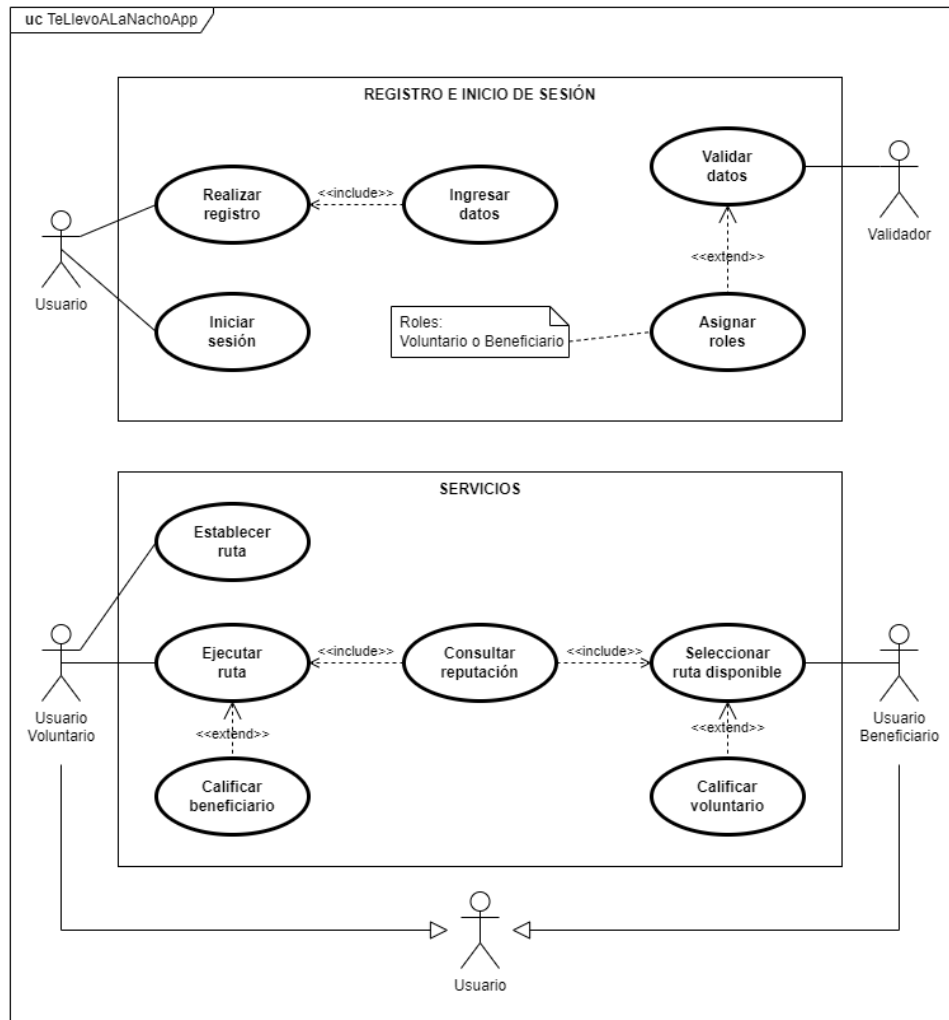 uc TeLlevoALaNachoApp
REGISTRO E INICIO DE SESIÓN
Realizar
registro
<<include>>
Ingresar
datos
Validar
datos
Validador
Usuario
<<extend>>
Iniciar
sesión
Roles:
Voluntario o Beneficiario
Asignar
roles
SERVICIOS
Establecer
ruta
Ejecutar
ruta
<<include>>
Consultar
reputación
<<include>>
Seleccionar
ruta disponible
Usuario
Voluntario
Usuario
Beneficiario
<<extend>>
<<extend>>
Calificar
beneficiario
Calificar
voluntario
Usuario